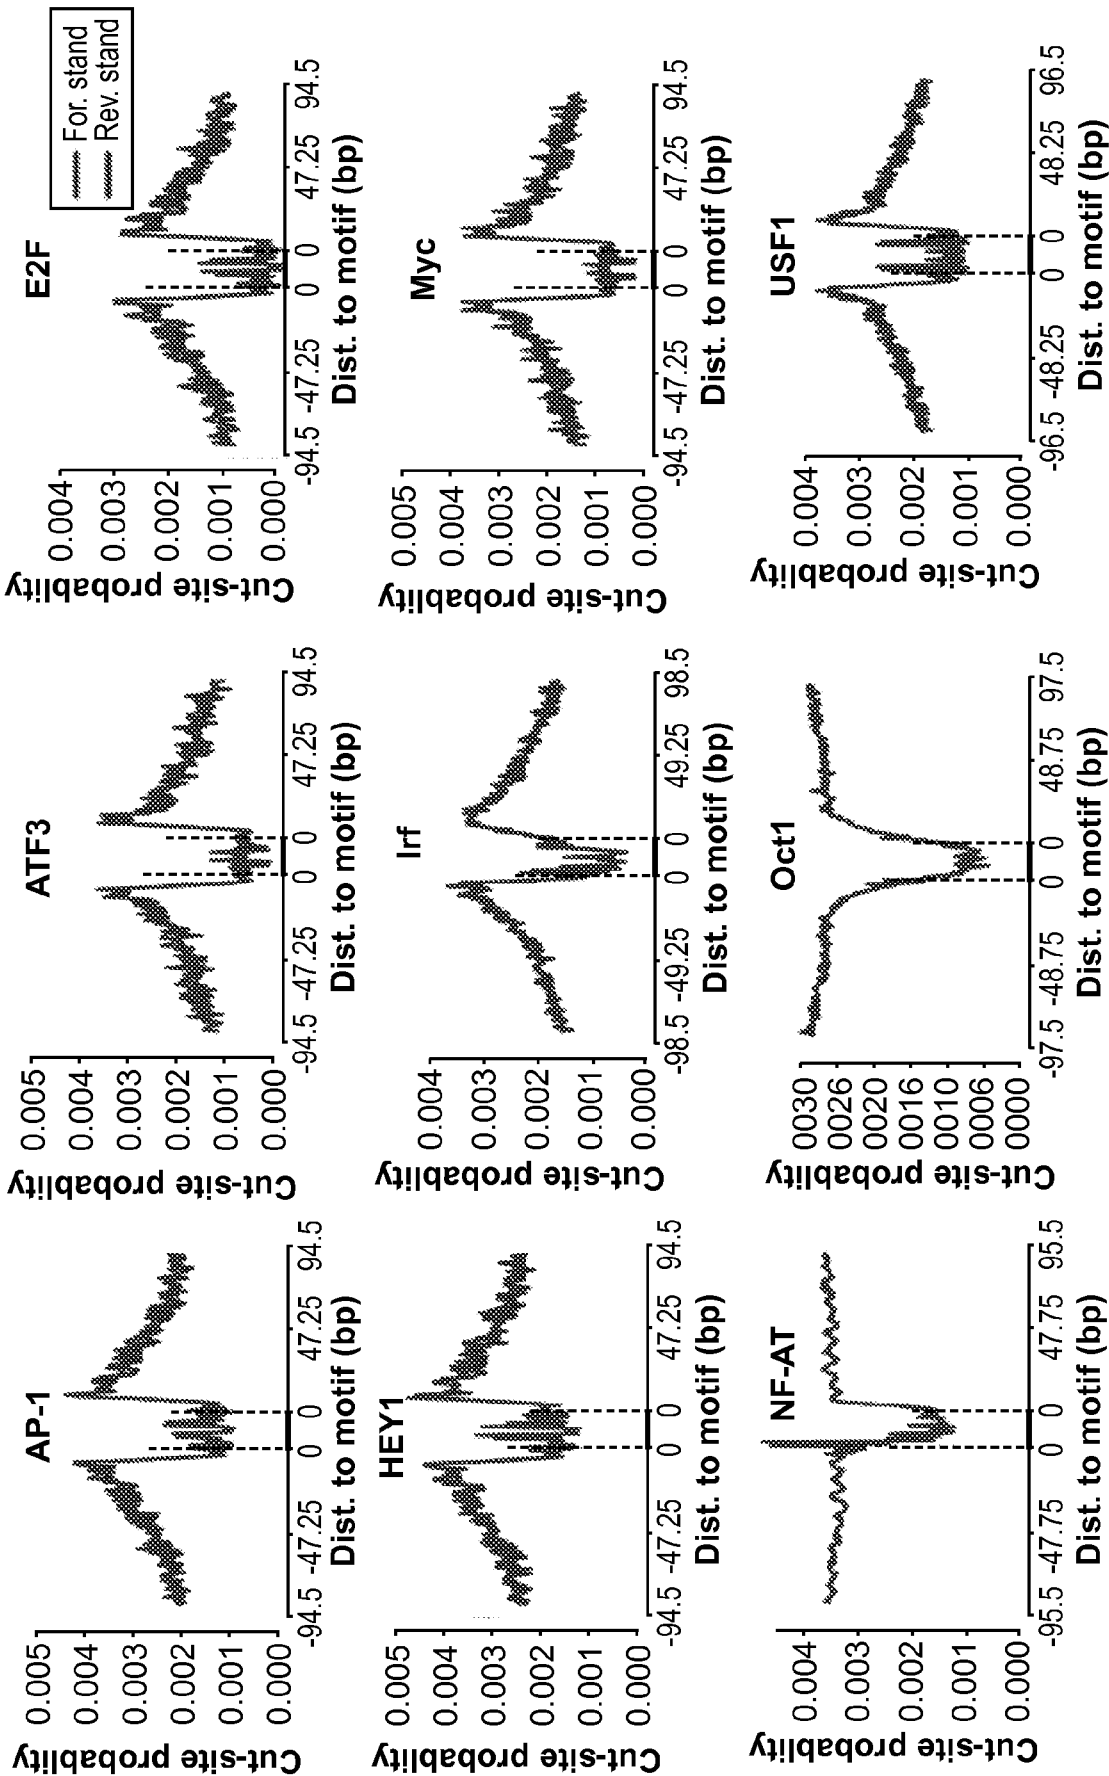 AP-1
Cut-site probablity
0.005
0.004
0.003
0.002
0.001
0.000
-94.5 -47.25 0 0 47.25 94.5
Dist. to motif (bp)
ATF3
Cut-site probablity
0.005
0.004
0.003
0.002
0.001
0.000
-94.5 -47.25 0 0 47.25 94.5
Dist. to motif (bp)
E2F
For. stand
Rev. stand
Cut-site probablity
0.004
0.003
0.002
0.001
0.000
-94.5 -47.25 0 0 47.25 94.5
Dist. to motif (bp)
HEY1
Cut-site probablity
0.005
0.004
0.003
0.002
0.001
0.000
-94.5 -47.25 0 0 47.25 94.5
Dist. to motif (bp)
Irf
Cut-site probablity
0.004
0.003
0.002
0.001
0.000
-98.5 -49.25 0 0 49.25 98.5
Dist. to motif (bp)
Myc
Cut-site probablity
0.005
0.004
0.003
0.002
0.001
0.000
-94.5 -47.25 0 0 47.25 94.5
Dist. to motif (bp)
NF-AT
Cut-site probablity
0.004
0.003
0.002
0.001
0.000
-95.5 -47.75 0 0 47.75 95.5
Dist. to motif (bp)
Oct1
Cut-site probablity
0030
0026
0020
0016
0010
0006
0000
-97.5 -48.75 0 0 48.75 97.5
Dist. to motif (bp)
USF1
Cut-site probablity
0.004
0.003
0.002
0.001
0.000
-96.5 -48.25 0 0 48.25 96.5
Dist. to motif (bp)